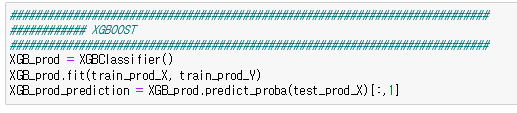 ######################################################################
########### XGBOOST
######################################################################
XGB_prod = XGBClassifier()
XGB_prod.fit(train_prod_X, train_prod_Y)
XGB_prod_prediction = XGB_prod.predict_proba(test_prod_X)[:,1]